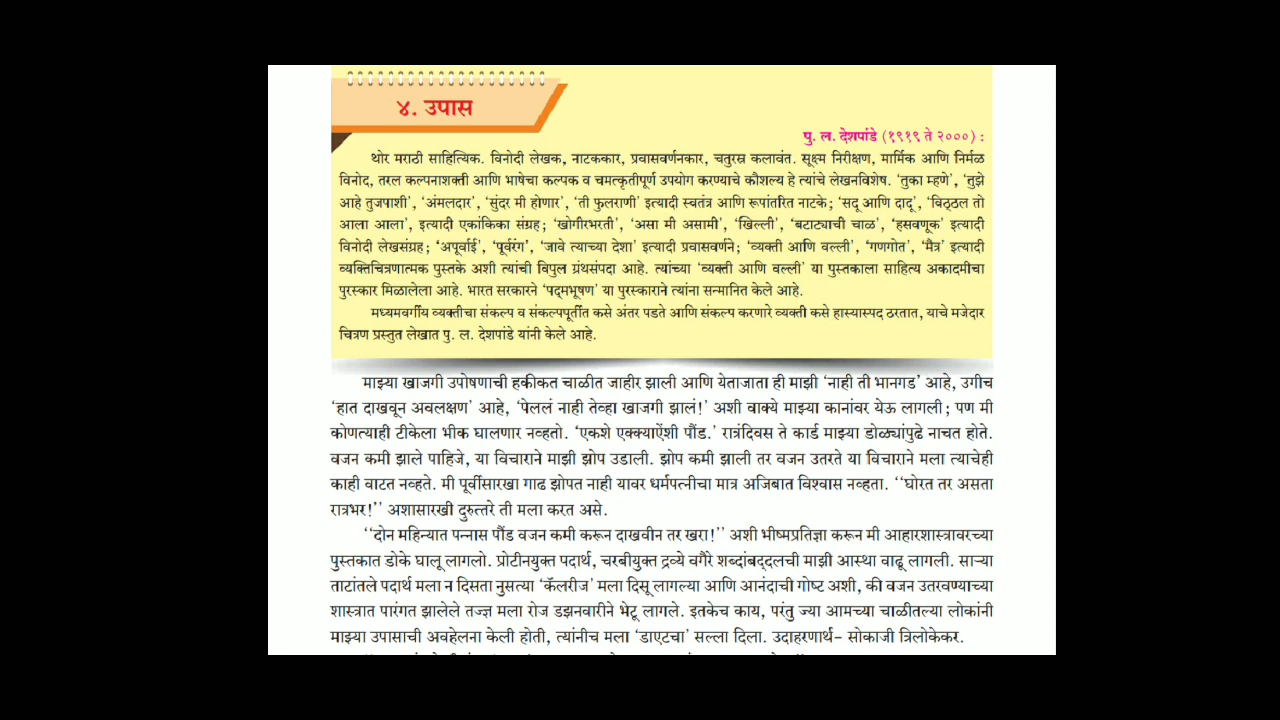 ४. उपास
पु. ल. देशपांडे (१९१९ ते २०००) :
थोर मराठी साहित्यिक. विनोदी लेखक, नाटककार, प्रवासवर्णनकार, चतुरस्र कलावंत. सूक्ष्म निरीक्षण, मार्मिक आणि निर्मळ
विनोद, तरल कल्पनाशक्ती आणि भाषेचा कल्पक व चमत्कृतीपूर्ण उपयोग करण्याचे कौशल्य हे त्यांचे लेखनविशेष. ‘तुका म्हणे’, ‘तुझे
आहे तुजपाशी’, ‘अंमलदार’, ‘सुंदर मी होणार’, ‘ती फुलराणी’ इत्यादी स्वतंत्र आणि रूपांतरित नाटके; ‘सदू आणि दादू’, ‘विठ्ठल तो
आला आला’, इत्यादी एकांकिका संग्रह; ‘खोगीरभरती’, ‘असा मी असामी’, ‘खिल्ली’, ‘बटाट्याची चाळ’, ‘हसवणूक’ इत्यादी
विनोदी लेखसंग्रह; ‘अपूर्वाई’, ‘पूर्वरंग’, ‘जावे त्याच्या देशा’ इत्यादी प्रवासवर्णने; ‘व्यक्ती आणि वल्ली’, ‘गणगोत’, ‘मैत्र’ इत्यादी
व्यक्तिचित्रणात्मक पुस्तके अशी त्यांची विपुल ग्रंथसंपदा आहे. त्यांच्या ‘व्यक्ती आणि वल्ली’ या पुस्तकाला साहित्य अकादमीचा
पुरस्कार मिळालेला आहे. भारत सरकारने ‘पद्मभूषण’ या पुरस्काराने त्यांना सन्मानित केले आहे.
मध्यमवर्गीय व्यक्तीचा संकल्प व संकल्पपूर्तीत कसे अंतर पडते आणि संकल्प करणारे व्यक्ती कसे हास्यास्पद ठरतात, याचे मजेदार
चित्रण प्रस्तुत लेखात पु. ल. देशपांडे यांनी केले आहे.
माझ्या खाजगी उपोषणाची हकीकत चाळीत जाहीर झाली आणि येताजाता ही माझी ‘नाही ती भानगड’ आहे, उगीच
‘हात दाखवून अवलक्षण’ आहे, ‘पेललं नाही तेव्हा खाजगी झालं!’ अशी वाक्ये माझ्या कानांवर येऊ लागली; पण मी
कोणत्याही टीकेला भीक घालणार नव्हतो. ‘एकशे एक्क्याऐंशी पौंड.’ रात्रंदिवस ते कार्ड माझ्या डोळ्यांपुढे नाचत होते.
वजन कमी झाले पाहिजे, या विचाराने माझी झोप उडाली. झोप कमी झाली तर वजन उतरते या विचाराने मला त्याचेही
काही वाटत नव्हते. मी पूर्वीसारखा गाढ झोपत नाही यावर धर्मपत्नीचा मात्र अजिबात विश्वास नव्हता. ‘‘घोरत तर असता
रात्रभर!’’ अशासारखी दुरुत्तरे ती मला करत असे.
‘‘दोन महिन्यात पन्नास पौंड वजन कमी करून दाखवीन तर खरा!’’ अशी भीष्मप्रतिज्ञा करून मी आहारशास्त्रावरच्या
पुस्तकात डोके घालू लागलो. प्रोटीनयुक्त पदार्थ, चरबीयुक्त द्रव्ये वगैरे शब्दांबद्दलची माझी आस्था वाढू लागली. साऱ्या
ताटांतले पदार्थ मला न दिसता नुसत्या ‘कॅलरीज’ मला दिसू लागल्या आणि आनंदाची गोष्ट अशी, की वजन उतरवण्याच्या
शास्त्रात पारंगत झालेले तज्ज्ञ मला रोज डझनवारीने भेटू लागले. इतकेच काय, परंतु ज्या आमच्या चाळीतल्या लोकांनी
माझ्या उपासाची अवहेलना केली होती, त्यांनीच मला ‘डाएटचा’ सल्ला दिला. उदाहरणार्थ– सोकाजी त्रिलोकेकर.